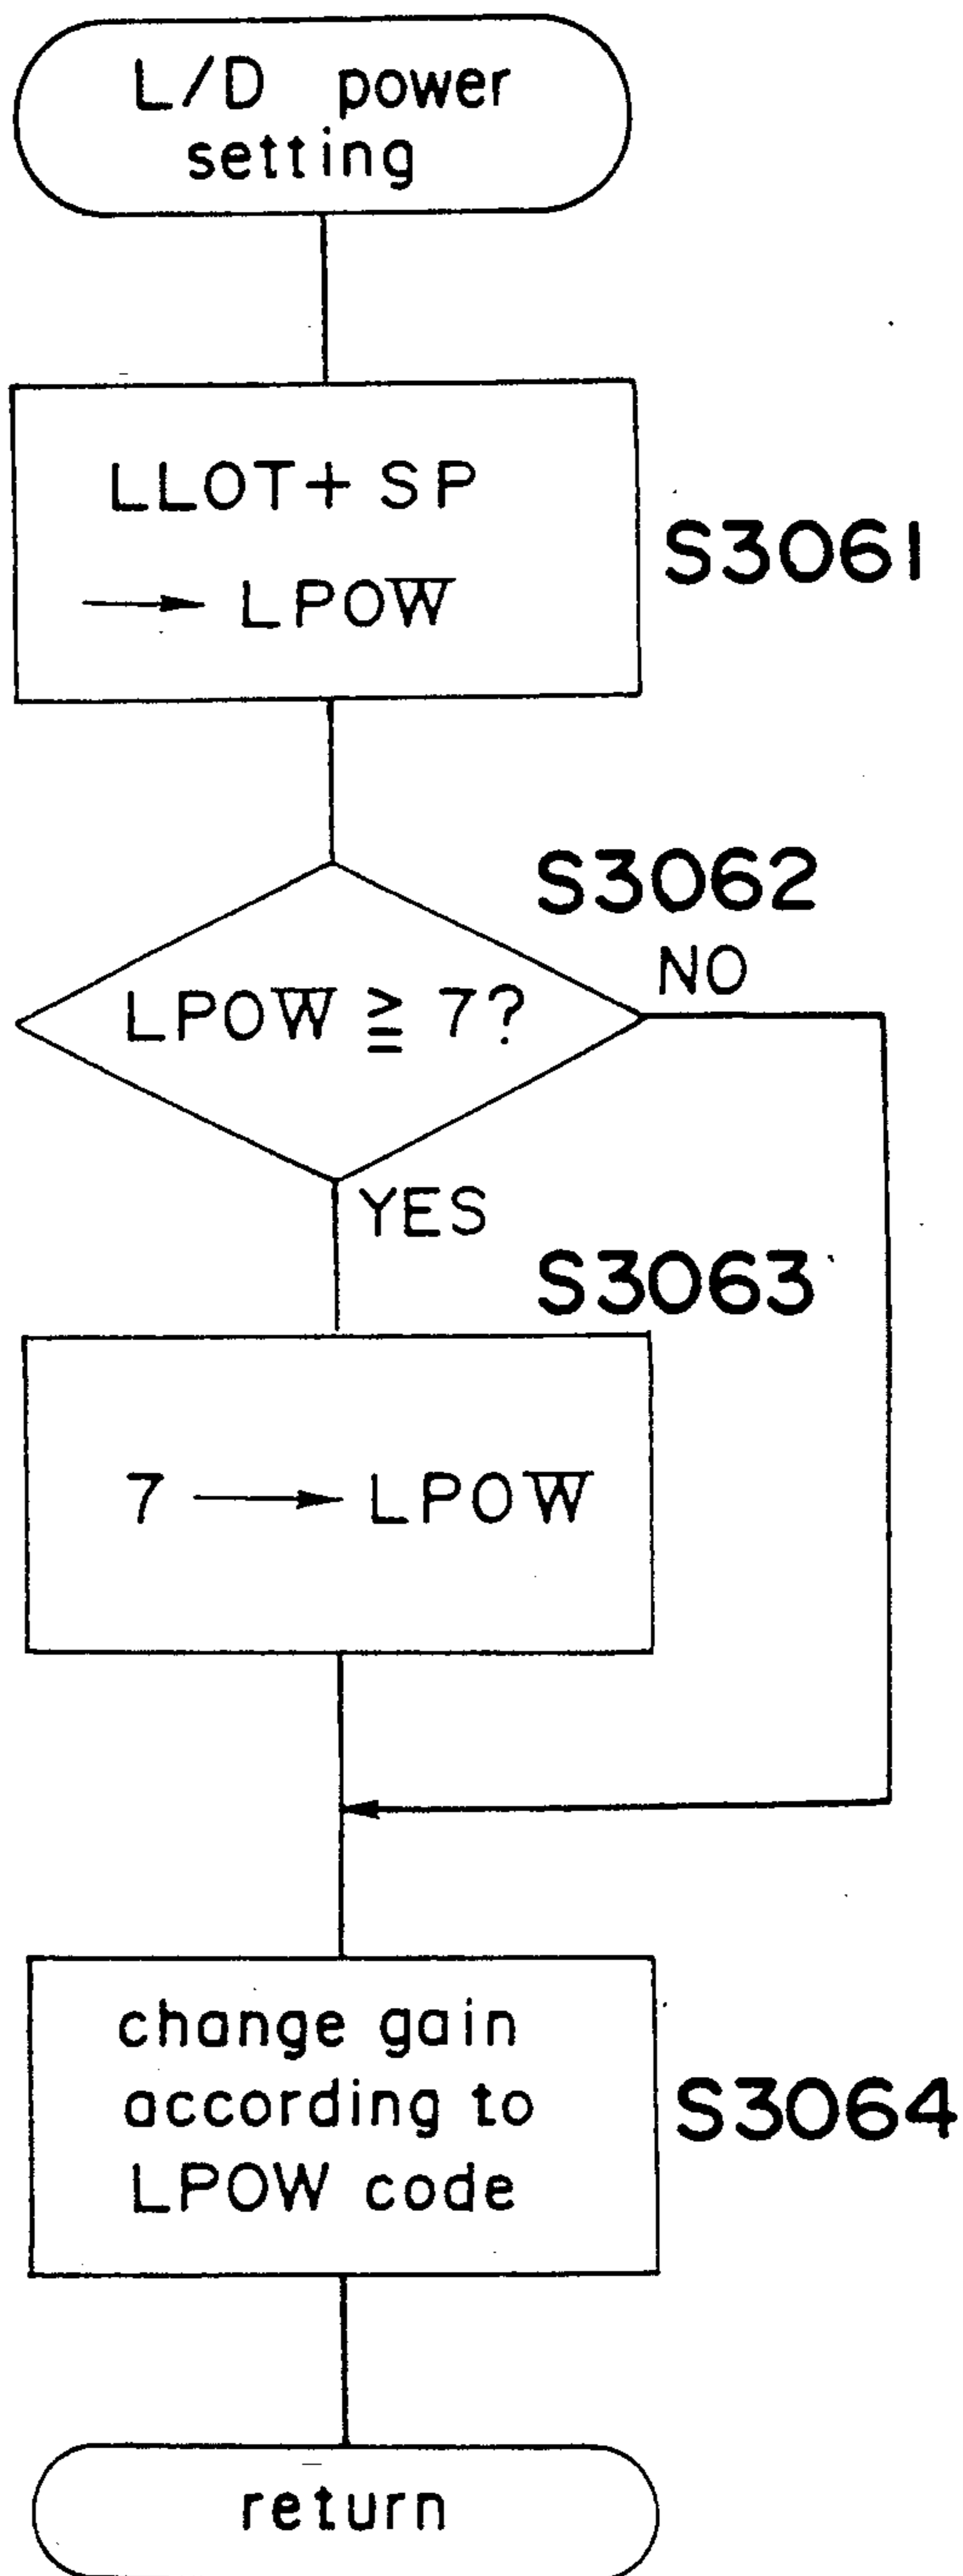 L/D power
setting
LLOT + SP
→ LPOW
S3061
S3062
NO
LPOW ≧ 7?
YES
S3063
7 → LPOW
change gain
according to
LPOW code
S3064
return